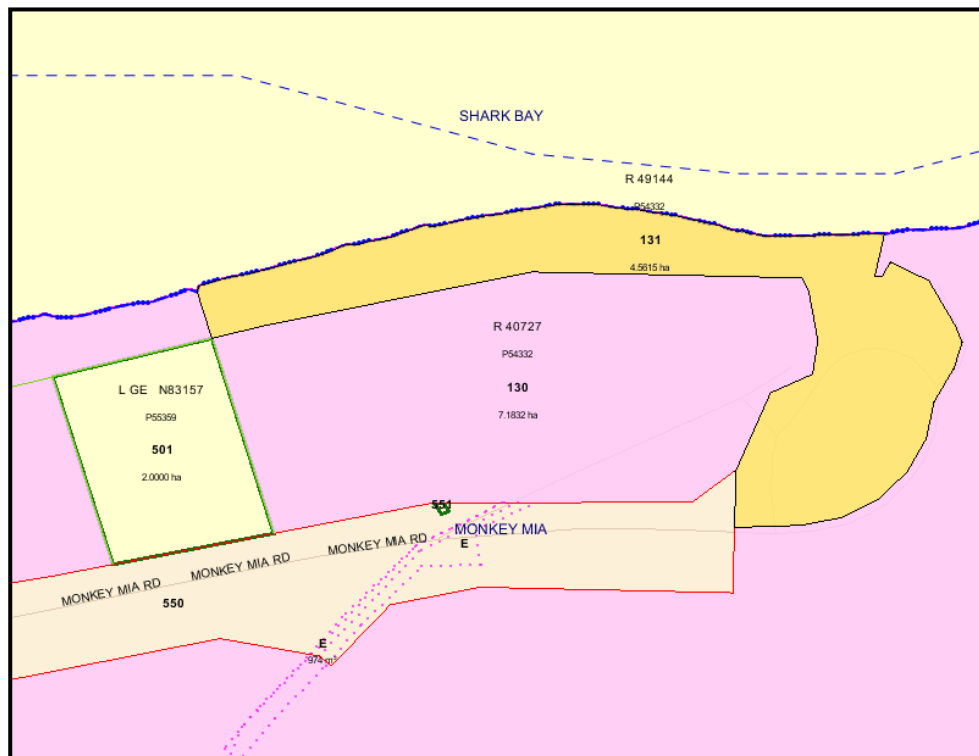 SHARK BAY
R 49144
P54332
131
4.5615 ha
R 40727
P54332
130
7.1832 ha
L GE N83157
P55359
501
2.0000 ha
551
MONKEY MIA
E
MONKEY MIA RD
MONKEY MIA RD
MONKEY MIA RD
550
E
974 m²